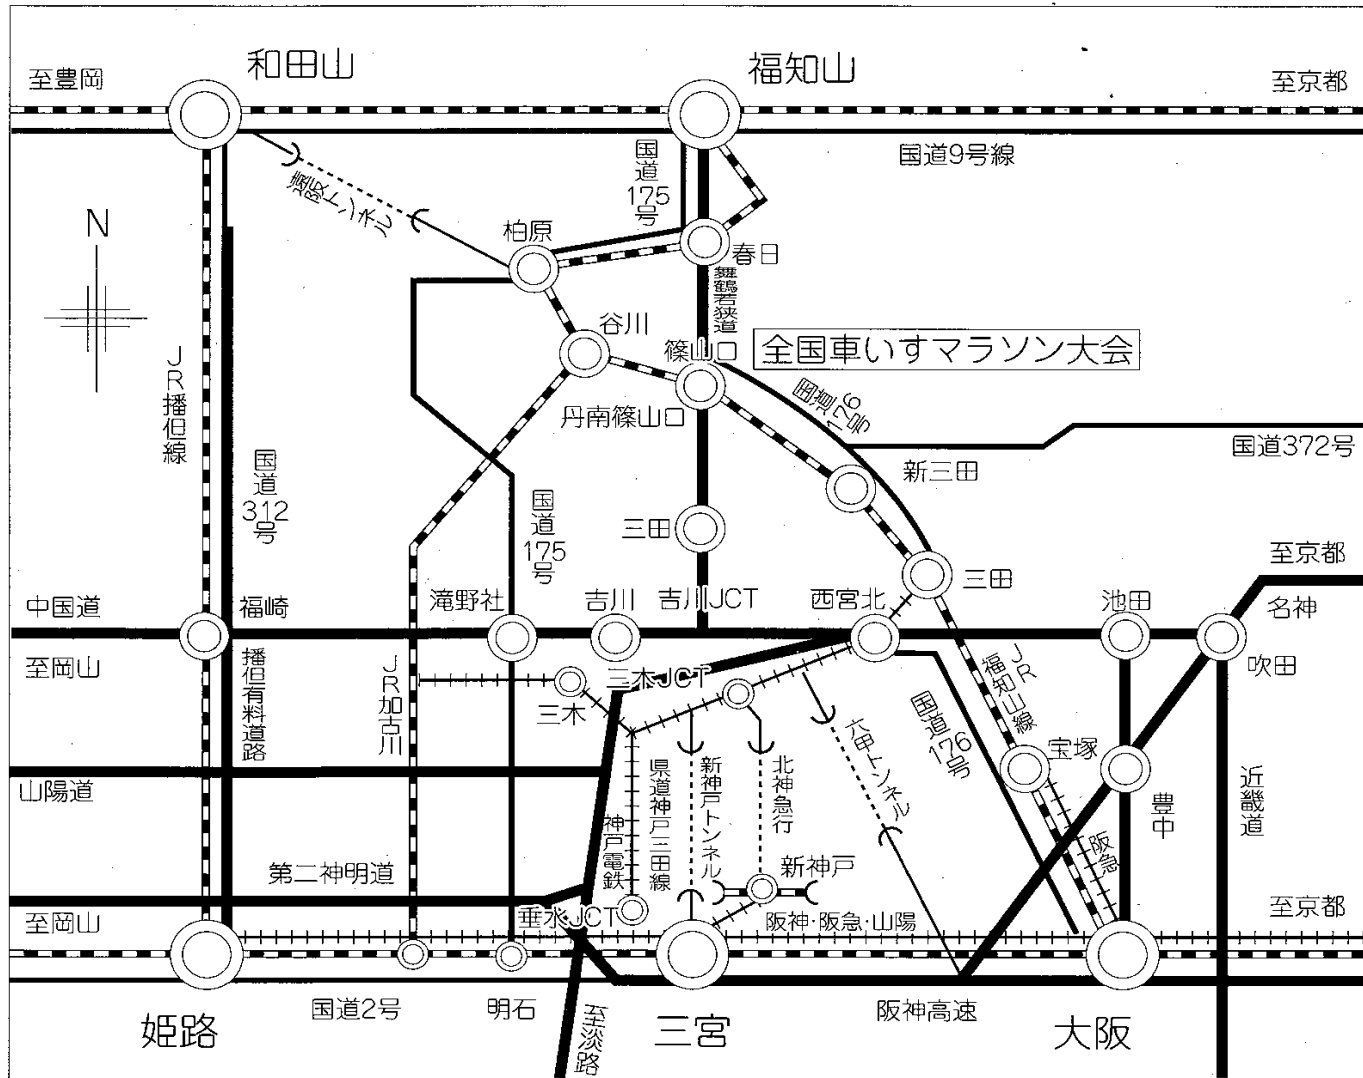 和田山
福知山
至豊岡
至京都
国道9号線
国道175号
遠阪トンネル
N
柏原
春日
舞鶴若狭道
谷川
篠山口
全国車いすマラソン大会
国道176号
丹南篠山口
JR播但線
国道372号
新三田
国道312号
国道175号
三田
至京都
三田
中国道
福崎
滝野社
吉川
吉川JCT
西宮北
池田
名神
至岡山
吹田
播但有料道路
JR加古川
三木JCT
JR福知山線
三木
国道176号
六甲トンネル
宝塚
山陽道
神戸電鉄
県道神戸三田線
新神戸トンネル
北神急行
豊中
近畿道
阪急
第二神明道
新神戸
至岡山
垂水JCT
阪神・阪急・山陽
至京都
国道2号
明石
至淡路
阪神高速
姫路
三宮
大阪